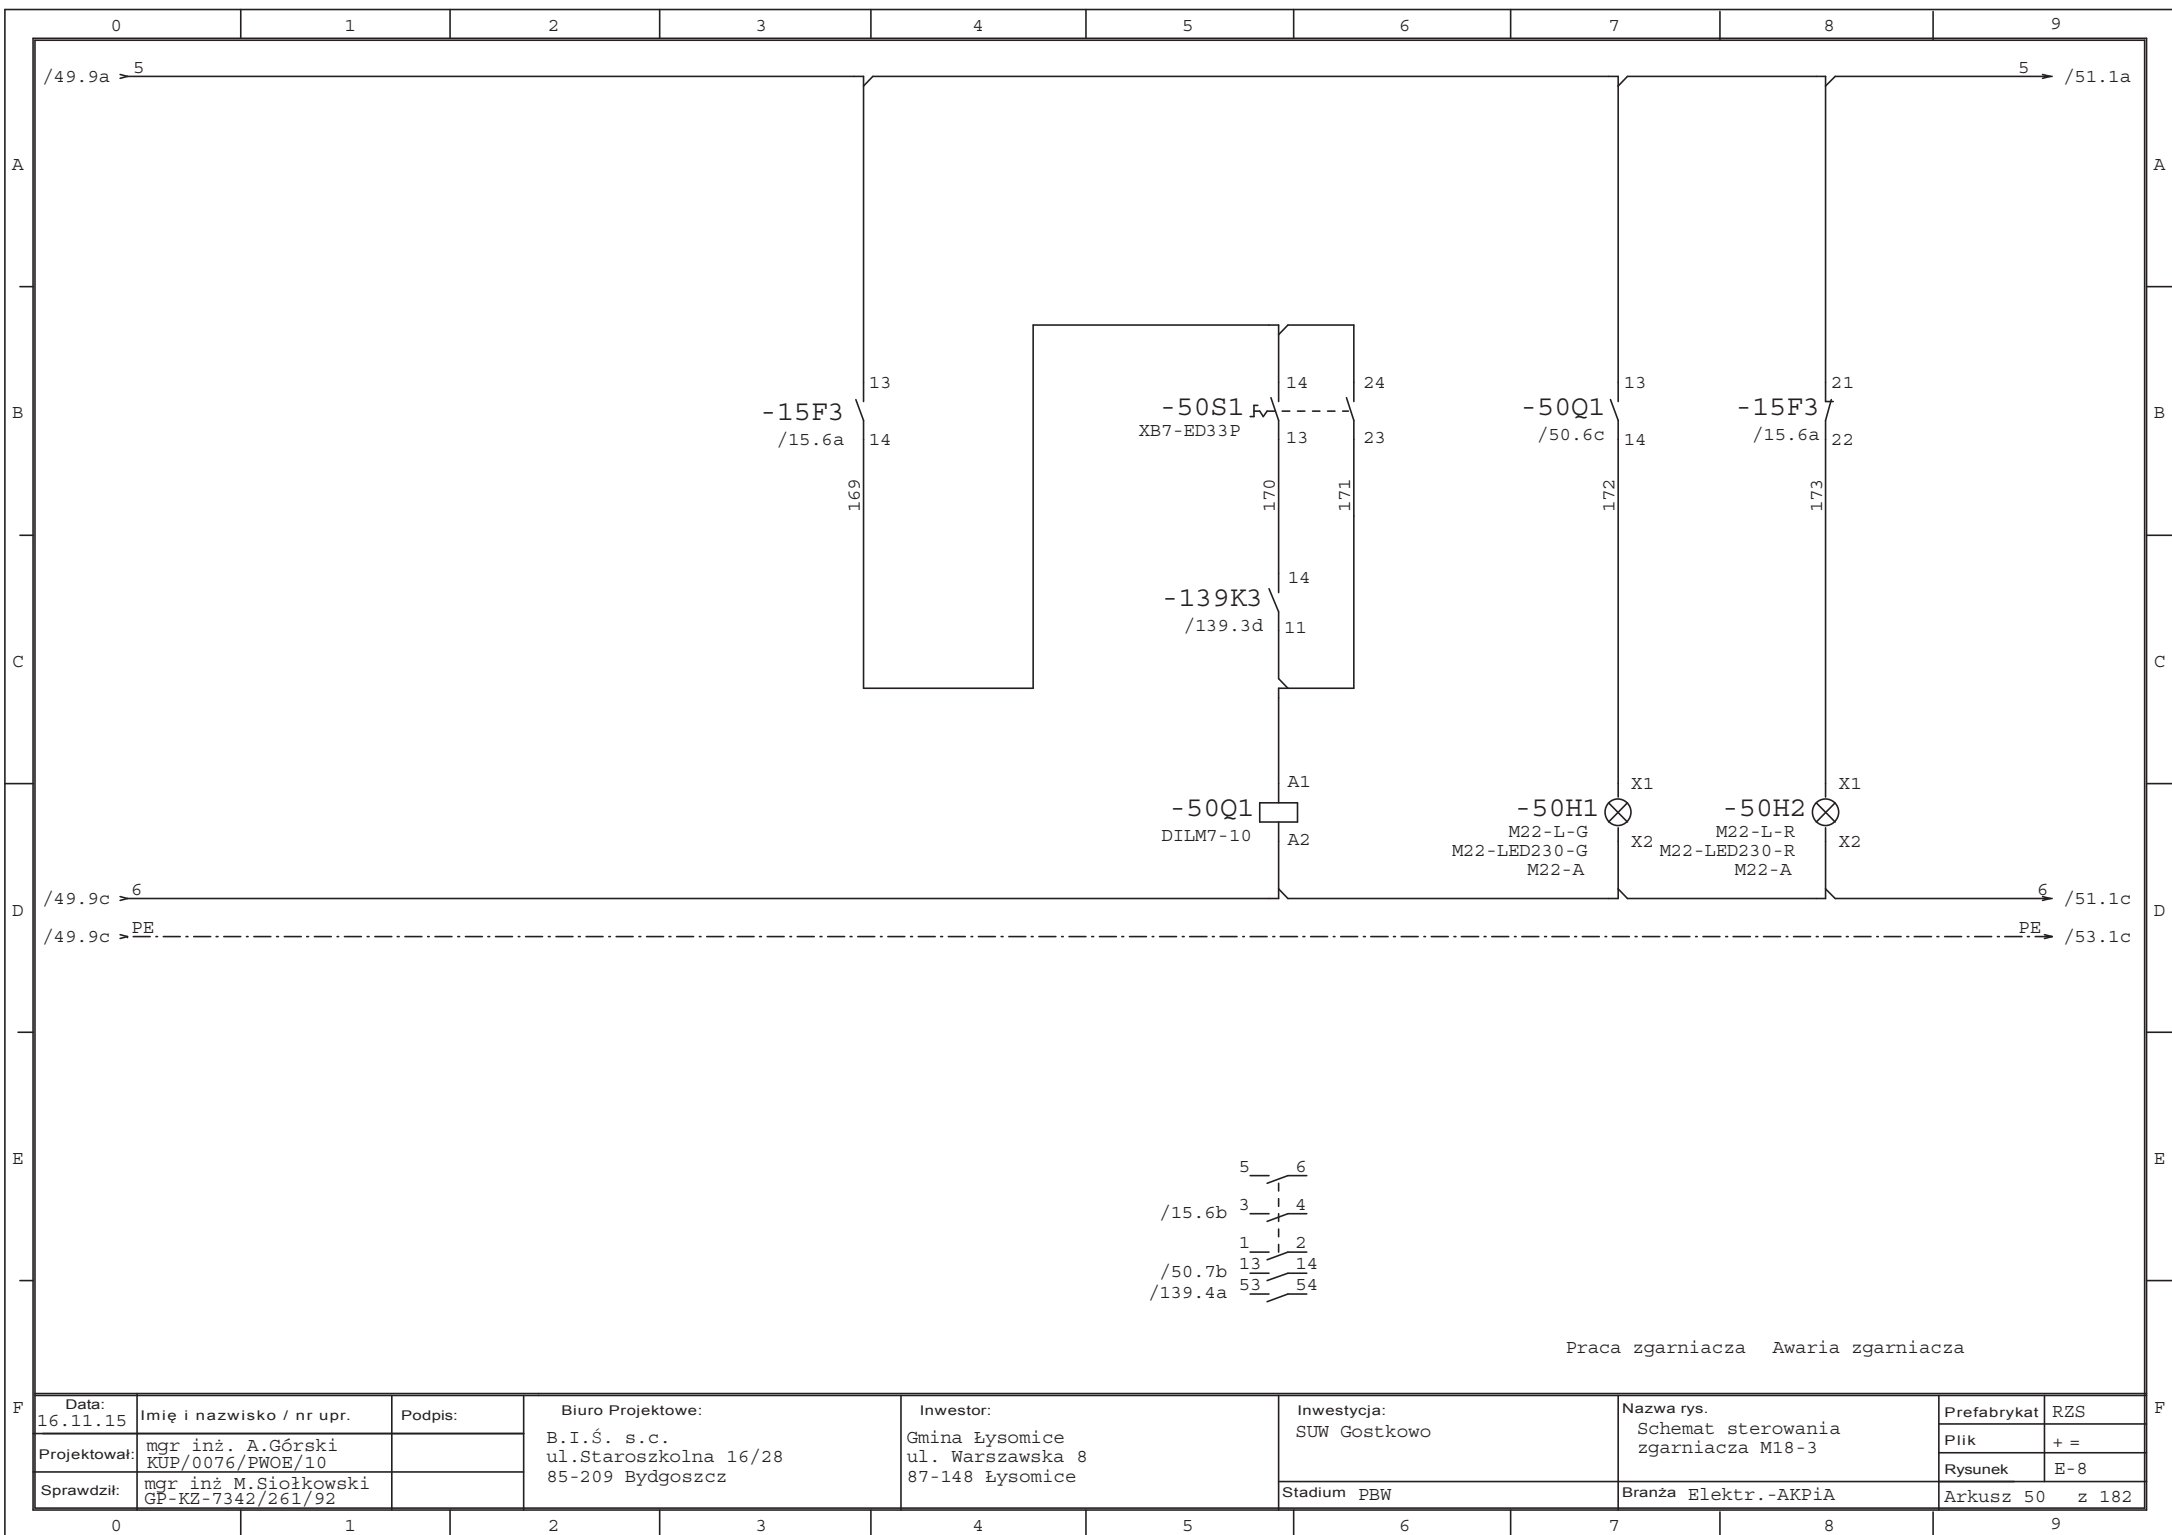 0 1 2 3 4 5 6 7 8 9
/49.9a 5 5 /51.1a
A A
B B
13 14 24 13 21
-15F3 -50S1 -50Q1 -15F3
/15.6a 14 XB7-ED33P 13 23 /50.6c 14 /15.6a 22
169 170 171 172 173
14
-139K3
/139.3d 11
C C
A1 X1 X1
-50Q1 -50H1 -50H2
DILM7-10 A2 M22-L-G X2 M22-L-R X2
M22-LED230-G M22-LED230-R
M22-A M22-A
/49.9c 6 6 /51.1c
D D
/49.9c PE PE /53.1c
E E
5 6
/15.6b 3 4
1 2
/50.7b 13 14
/139.4a 53 54
Praca zgarniacza Awaria zgarniacza
F F
Data:
16.11.15
Imię i nazwisko / nr upr.
Podpis:
Projektował:
mgr inż. A.Górski
KUP/0076/PWOE/10
Sprawdził:
mgr inż M.Siołkowski
GP-KZ-7342/261/92
Biuro Projektowe:
B.I.Ś. s.c.
ul.Staroszkolna 16/28
85-209 Bydgoszcz
Inwestor:
Gmina Łysomice
ul. Warszawska 8
87-148 Łysomice
Inwestycja:
SUW Gostkowo
Stadium PBW
Nazwa rys.
Schemat sterowania
zgarniacza M18-3
Branża Elektr.-AKPiA
Prefabrykat RZS
Plik + =
Rysunek E-8
Arkusz 50 z 182
0 1 2 3 4 5 6 7 8 9